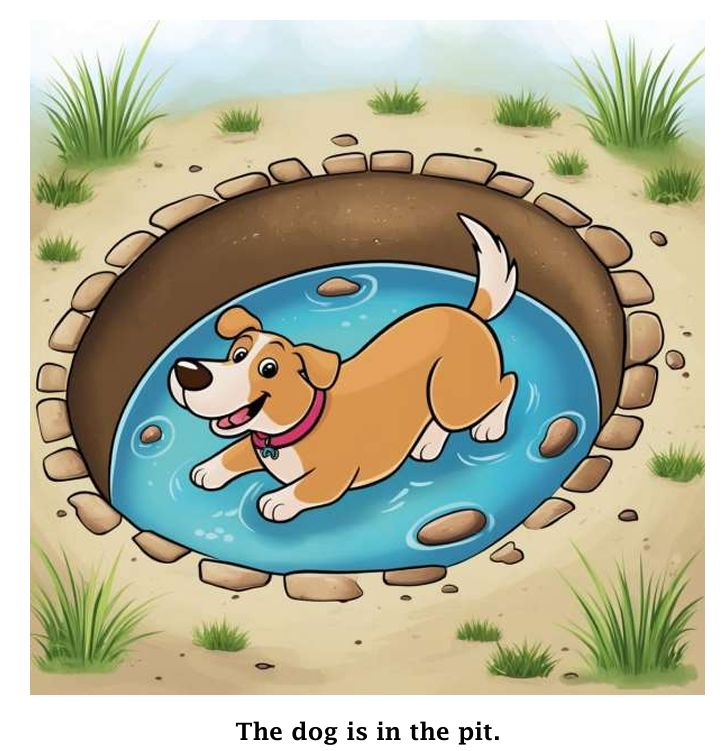 The dog is in the pit.